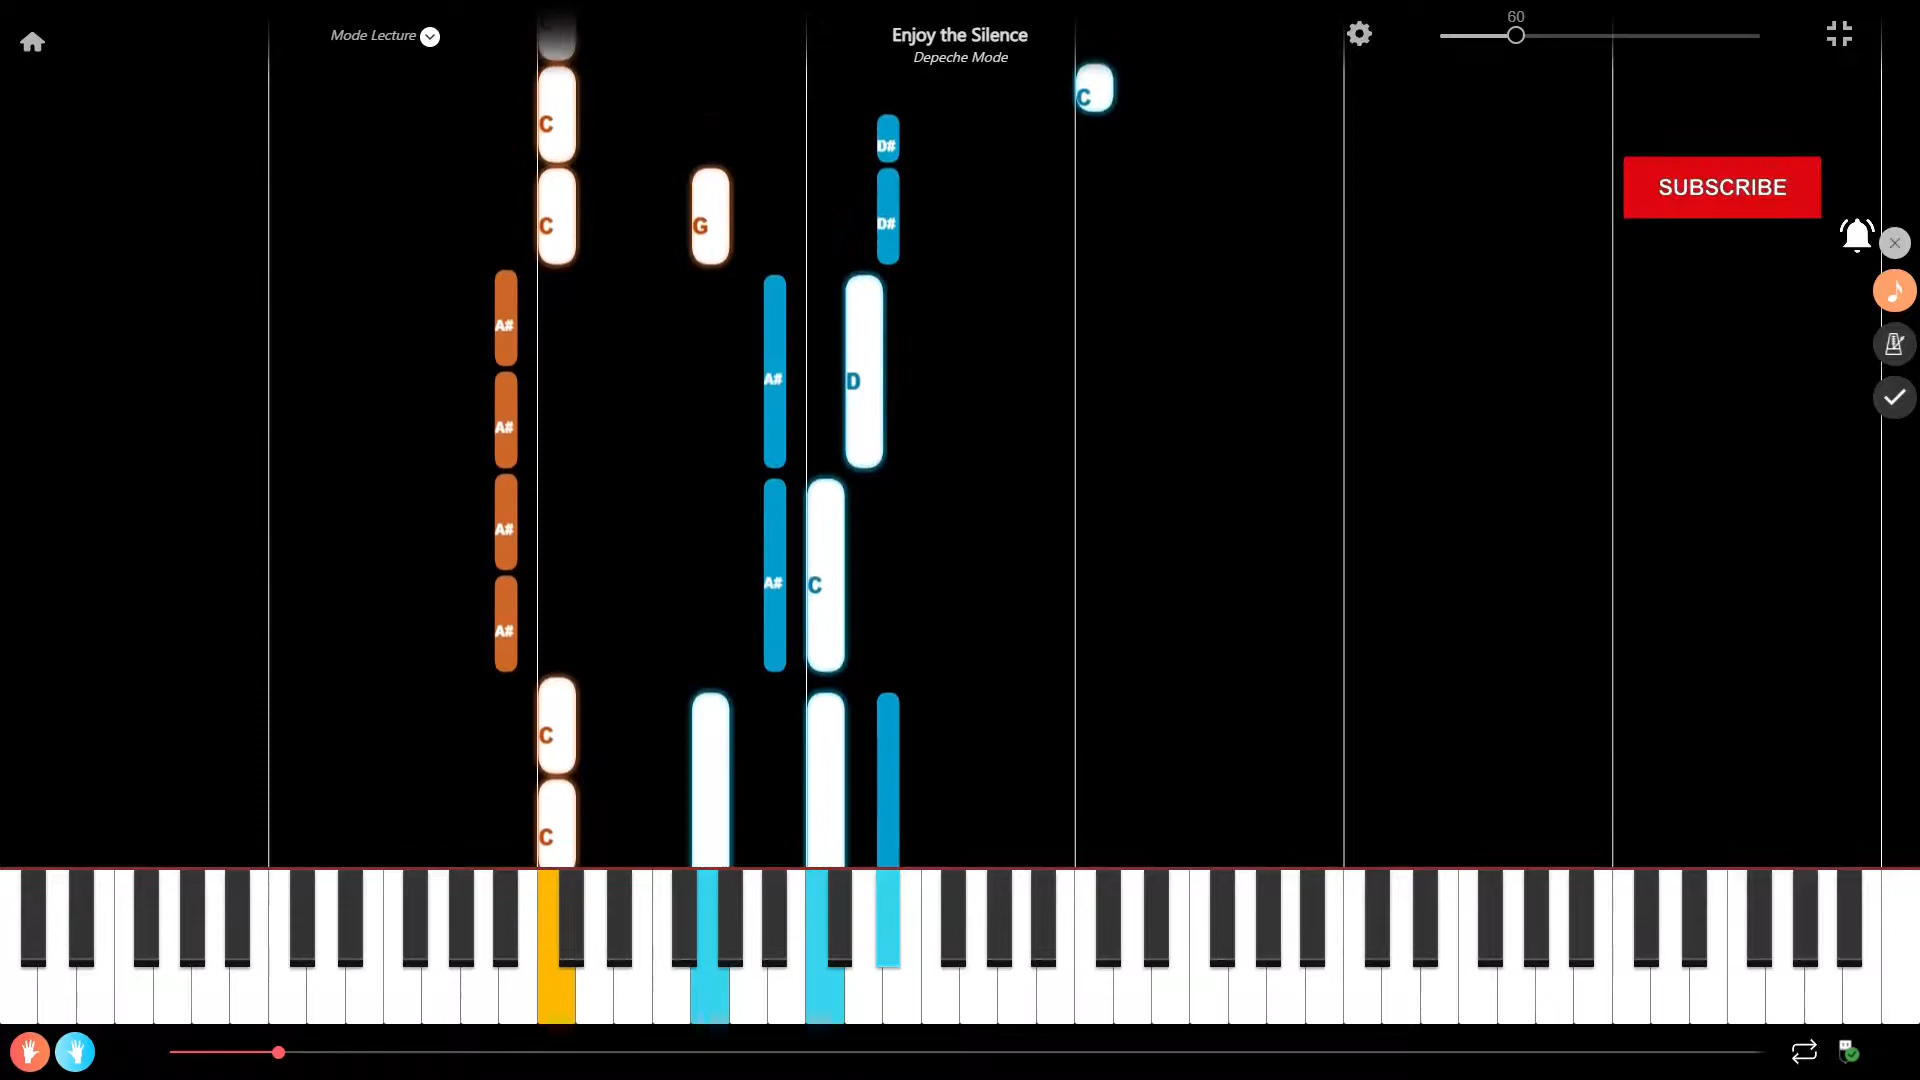 Mode Lecture
Enjoy the Silence
Depeche Mode
60
C
C
D#
SUBSCRIBE
C
G
D#
A#
A#
D
A#
A#
A#
C
A#
C
C